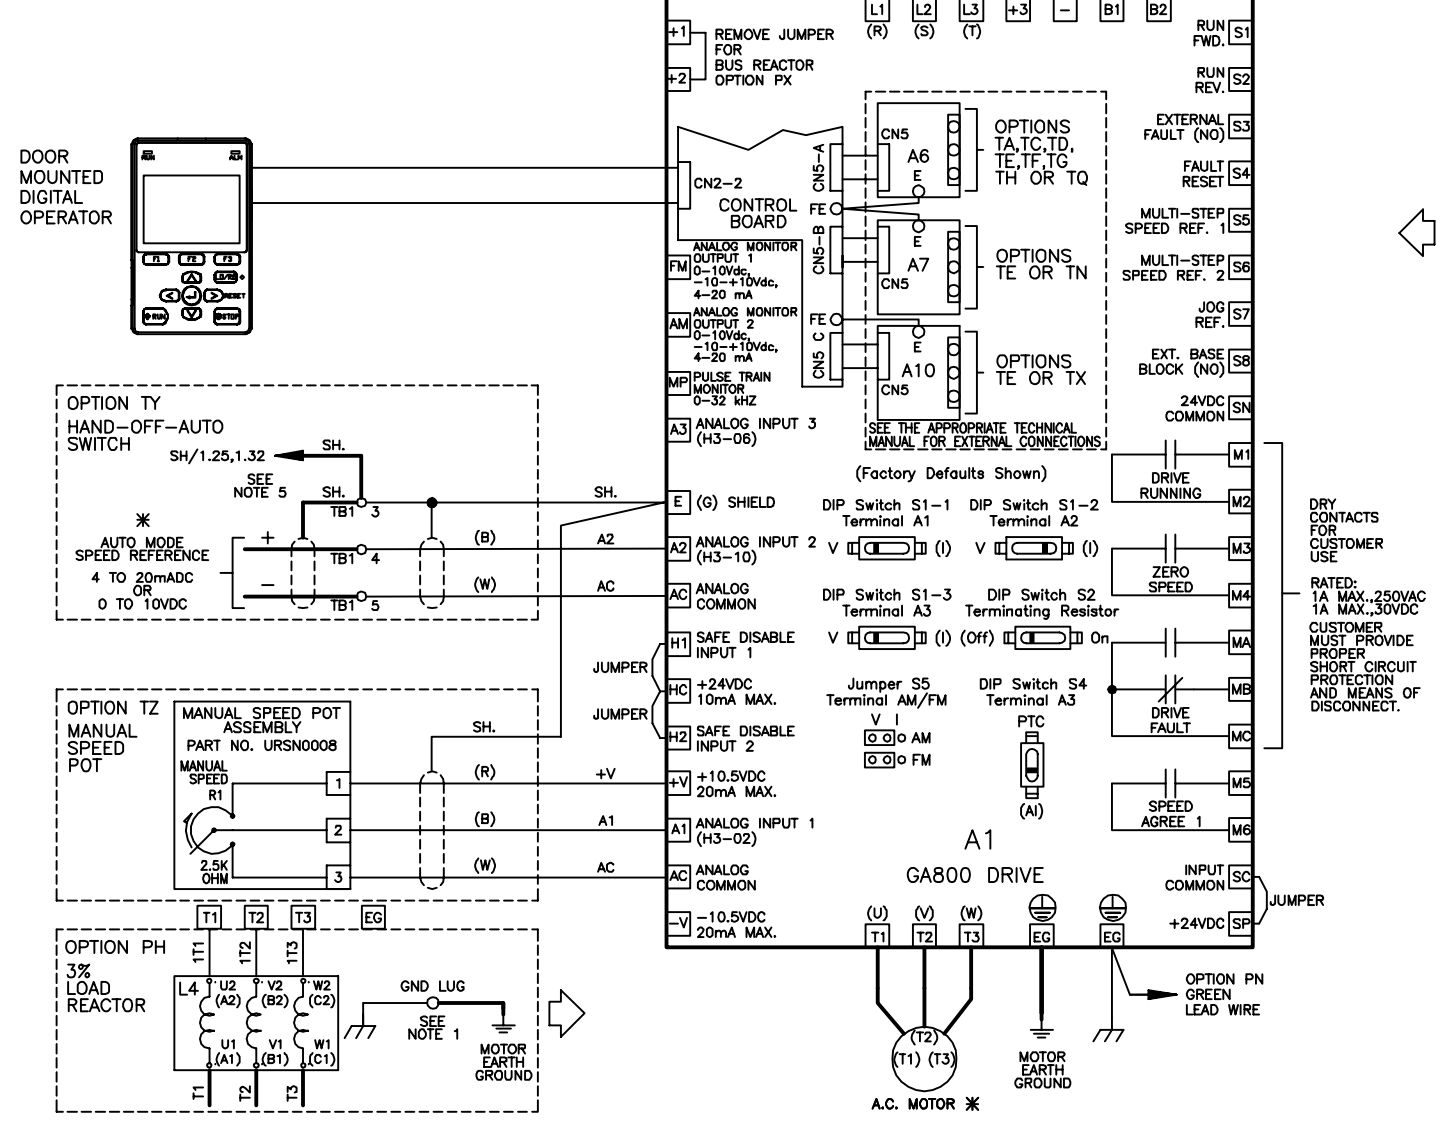 L1 L2 L3 +3 − B1 B2
(R) (S) (T)
+1
+2
REMOVE JUMPER
FOR
BUS REACTOR
OPTION PX
RUN
FWD. S1
RUN
REV. S2
EXTERNAL
FAULT (NO) S3
FAULT
RESET S4
MULTI-STEP
SPEED REF. 1 S5
MULTI-STEP
SPEED REF. 2 S6
JOG
REF. S7
EXT. BASE
BLOCK (NO) S8
24VDC
COMMON SN
DOOR
MOUNTED
DIGITAL
OPERATOR
RUN ALM
F1 F2 F3
LO/RE
RESET
RUN STOP
CN2-2
CONTROL
BOARD
CN5-A
CN5
A6
E
FE
OPTIONS
TA,TC,TD,
TE,TF,TG
TH OR TQ
CN5-B
E
A7
CN5
OPTIONS
TE OR TN
FE
CN5 C
E
A10
CN5
OPTIONS
TE OR TX
SEE THE APPROPRIATE TECHNICAL
MANUAL FOR EXTERNAL CONNECTIONS
FM
ANALOG MONITOR
OUTPUT 1
0-10Vdc,
-10-+10Vdc,
4-20 mA
AM
ANALOG MONITOR
OUTPUT 2
0-10Vdc,
-10-+10Vdc,
4-20 mA
MP
PULSE TRAIN
MONITOR
0-32 kHZ
A3
ANALOG INPUT 3
(H3-06)
E (G) SHIELD
A2
ANALOG INPUT 2
(H3-10)
AC
ANALOG
COMMON
H1
SAFE DISABLE
INPUT 1
HC
+24VDC
10mA MAX.
H2
SAFE DISABLE
INPUT 2
JUMPER
JUMPER
+V
+10.5VDC
20mA MAX.
A1
ANALOG INPUT 1
(H3-02)
AC
ANALOG
COMMON
-V
-10.5VDC
20mA MAX.
OPTION TY
HAND-OFF-AUTO
SWITCH
SH.
SH/1.25,1.32
SEE
NOTE 5
SH.
TB1 3
SH.
*
AUTO MODE
SPEED REFERENCE
4 TO 20mADC
OR
0 TO 10VDC
+
TB1 4
(B)
A2
−
TB1 5
(W)
AC
OPTION TZ
MANUAL
SPEED
POT
MANUAL SPEED POT
ASSEMBLY
PART NO. URSN0008
MANUAL
SPEED
R1
2.5K
OHM
1
2
3
SH.
(R)
+V
(B)
A1
(W)
AC
T1 T2 T3 EG
OPTION PH
3%
LOAD
REACTOR
1T1 1T2 1T3
L4
U2
(A2)
V2
(B2)
W2
(C2)
U1
(A1)
V1
(B1)
W1
(C1)
T1 T2 T3
GND LUG
SEE
NOTE 1
MOTOR
EARTH
GROUND
(Factory Defaults Shown)
DIP Switch S1-1
Terminal A1
V (I)
DIP Switch S1-2
Terminal A2
V (I)
DIP Switch S1-3
Terminal A3
V (I)
DIP Switch S2
Terminating Resistor
(Off) On
Jumper S5
Terminal AM/FM
V I
AM
FM
DIP Switch S4
Terminal A3
PTC
(AI)
A1
GA800 DRIVE
(U) (V) (W)
T1 T2 T3 EG EG
(T2)
(T1) (T3)
A.C. MOTOR *
MOTOR
EARTH
GROUND
OPTION PN
GREEN
LEAD WIRE
M1
DRIVE
RUNNING
M2
M3
ZERO
SPEED
M4
MA
MB
DRIVE
FAULT
MC
M5
SPEED
AGREE 1
M6
INPUT
COMMON SC
JUMPER
+24VDC SP
DRY
CONTACTS
FOR
CUSTOMER
USE
RATED:
1A MAX.,250VAC
1A MAX.,30VDC
CUSTOMER
MUST PROVIDE
PROPER
SHORT CIRCUIT
PROTECTION
AND MEANS OF
DISCONNECT.